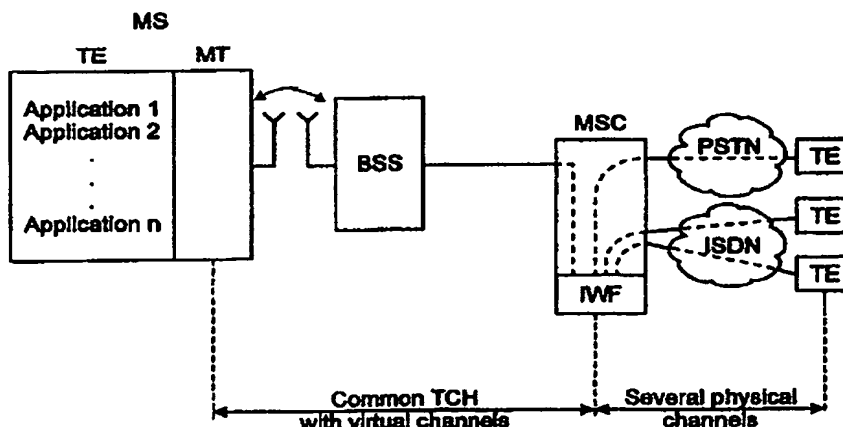 MS
TE MT
Application 1
Application 2
Application n
BSS
MSC
IWF
PSTN
ISDN
TE
TE
TE
Common TCH
with virtual channels
Several physical
channels